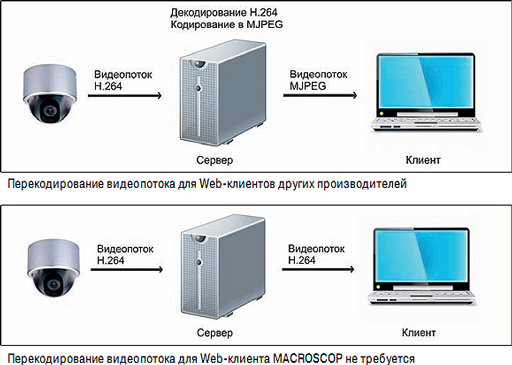 Декодирование H.264
Кодирование в MJPEG
Видеопоток
H.264
Видеопоток
MJPEG
Сервер
Клиент
Перекодирование видеопотока для Web-клиентов других производителей
Видеопоток
H.264
Видеопоток
H.264
Сервер
Клиент
Перекодирование видеопотока для Web-клиента MACROSCOP не требуется